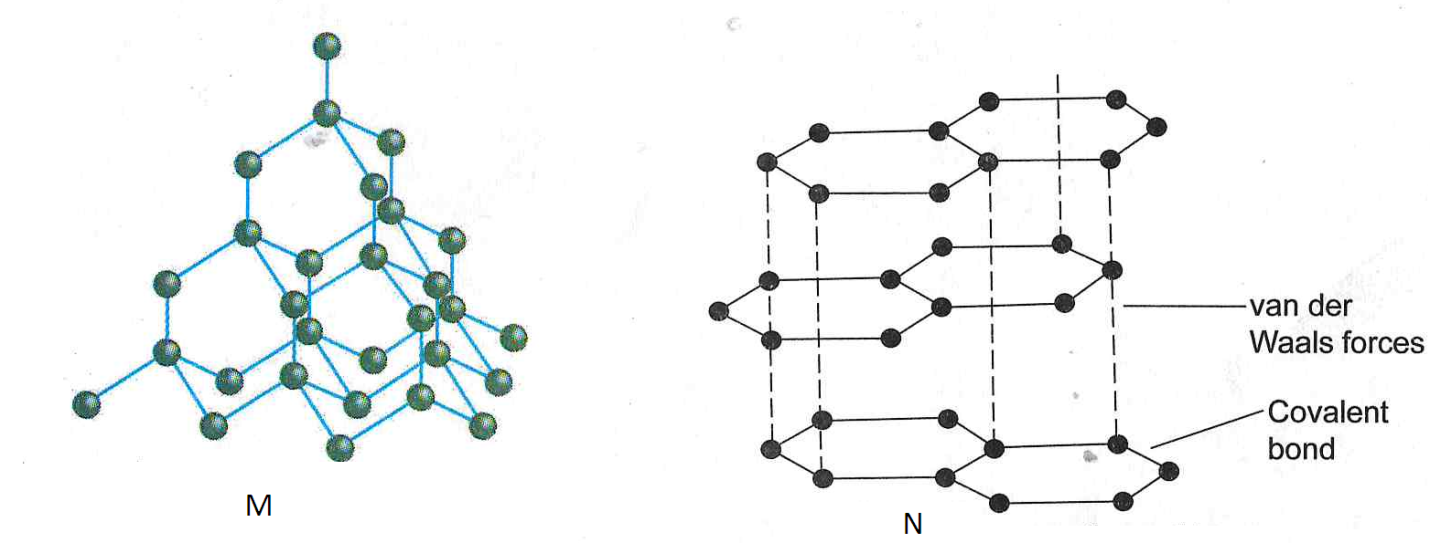 van der
Waals forces
Covalent
bond
M
N